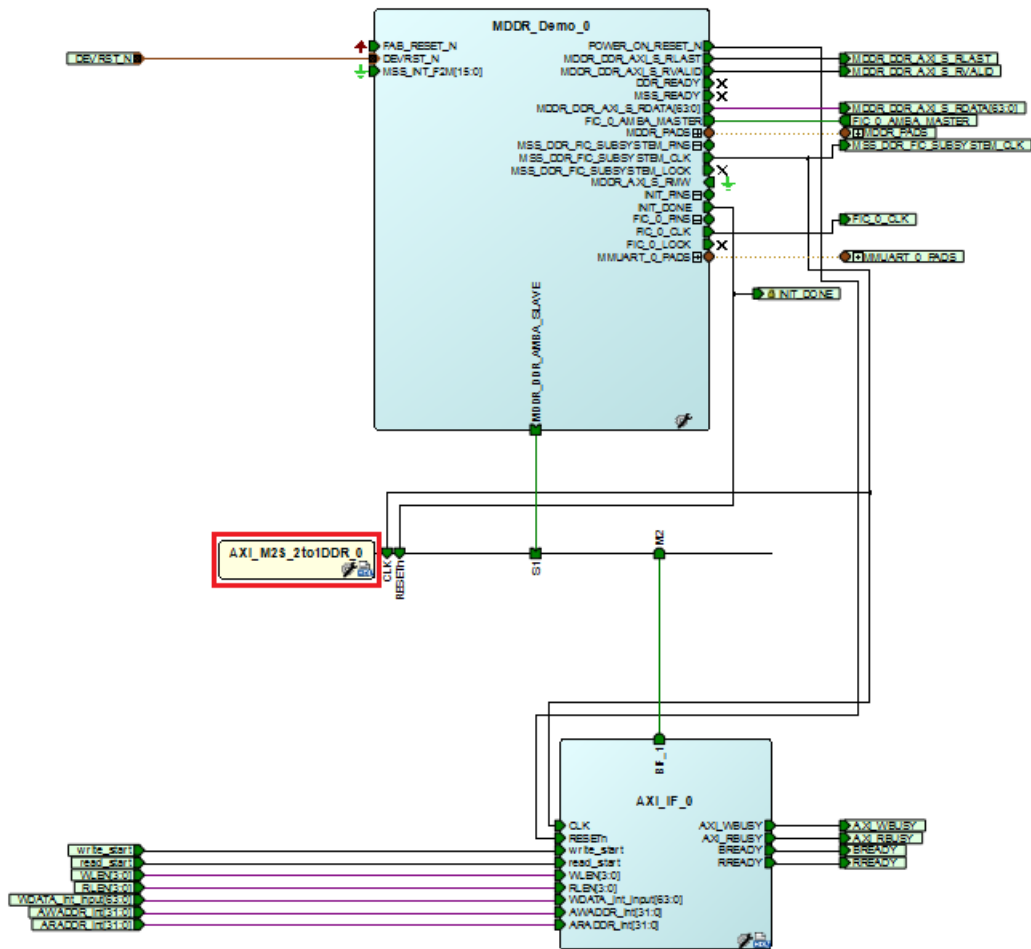 MDDR_Demo_0
FAB_RESET_N
DEVRST_N
DEVRST_N
MSS_INT_F2M[15:0]
POWER_ON_RESET_N
MDDR_DDR_AXI_S_RLAST
MDDR_DDR_AXI_S_RLAST
MDDR_DDR_AXI_S_RVALID
MDDR_DDR_AXI_S_RVALID
DDR_READY
MSS_READY
MDDR_DDR_AXI_S_RDATA[63:0]
MDDR_DDR_AXI_S_RDATA[63:0]
FIC_0_AMBA_MASTER
FIC_0_AMBA_MASTER
MDDR_PADS
MDDR_PADS
MSS_DDR_FIC_SUBSYSTEM_PINS
MSS_DDR_FIC_SUBSYSTEM_CLK
MSS_DDR_FIC_SUBSYSTEM_CLK
MSS_DDR_FIC_SUBSYSTEM_LOCK
MDDR_AXI_S_RMW
INIT_PINS
INIT_DONE
FIC_0_PINS
FIC_0_CLK
FIC_0_CLK
FIC_0_LOCK
MMUART_0_PADS
MMUART_0_PADS
INIT_DONE
MDDR_DDR_AMBA_SLAVE
AXI_M2S_2to1DDR_0
CLK
RESETn
S1
M2
BIF_1
AXI_IF_0
CLK
RESETn
write_start
read_start
WLEN[3:0]
RLEN[3:0]
WDATA_int_input[63:0]
AWADDR_int[31:0]
ARADDR_int[31:0]
AXI_WBUSY
AXI_RBUSY
BREADY
RREADY
AXI_WBUSY
AXI_RBUSY
BREADY
RREADY
write_start
read_start
WLEN[3:0]
RLEN[3:0]
WDATA_int_input[63:0]
AWADDR_int[31:0]
ARADDR_int[31:0]